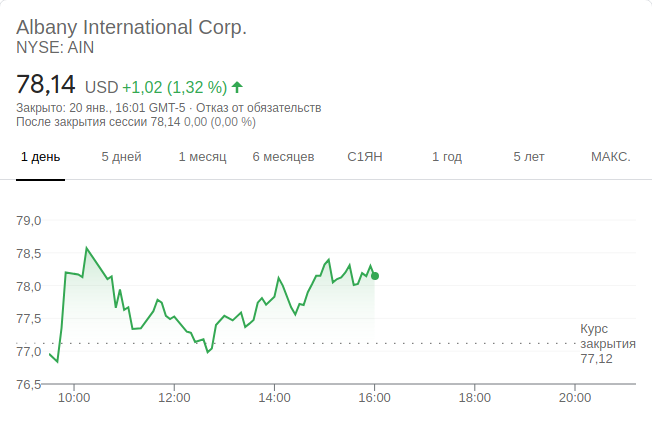 Albany International Corp.
NYSE: AIN
78,14 USD +1,02 (1,32 %)
Закрыто: 20 янв., 16:01 GMT-5 · Отказ от обязательств
После закрытия сессии 78,14 0,00 (0,00 %)
1 день 5 дней 1 месяц 6 месяцев С1ЯН 1 год 5 лет МАКС.
79,0
78,5
78,0
77,5
77,0
76,5
Курс
закрытия
77,12
10:00 12:00 14:00 16:00 18:00 20:00